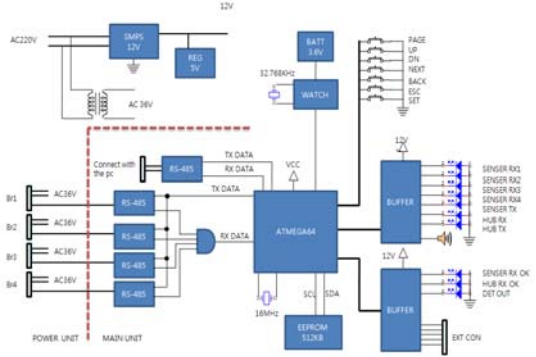 12V
AC220V
SMPS
12V
REG
5V
AC 36V
BATT
3.6V
32.768KHz
WATCH
PAGE
UP
DN
NEXT
BACK
ESC
SET
Connect with
the pc
RS-485
TX DATA
RX DATA
TX DATA
VCC
Br1
AC36V
RS-485
Br2
AC36V
RS-485
Br3
AC36V
RS-485
Br4
AC36V
RS-485
RX DATA
ATMEGA64
16MHz
SCL
SDA
EEPROM
512KB
12V
BUFFER
SENSER RX1
SENSER RX2
SENSER RX3
SENSER RX4
SENSER TX
HUB RX
HUB TX
12V
BUFFER
SENSER RX OK
HUB RX OK
DET OUT
EXT CON
POWER UNIT
MAIN UNIT